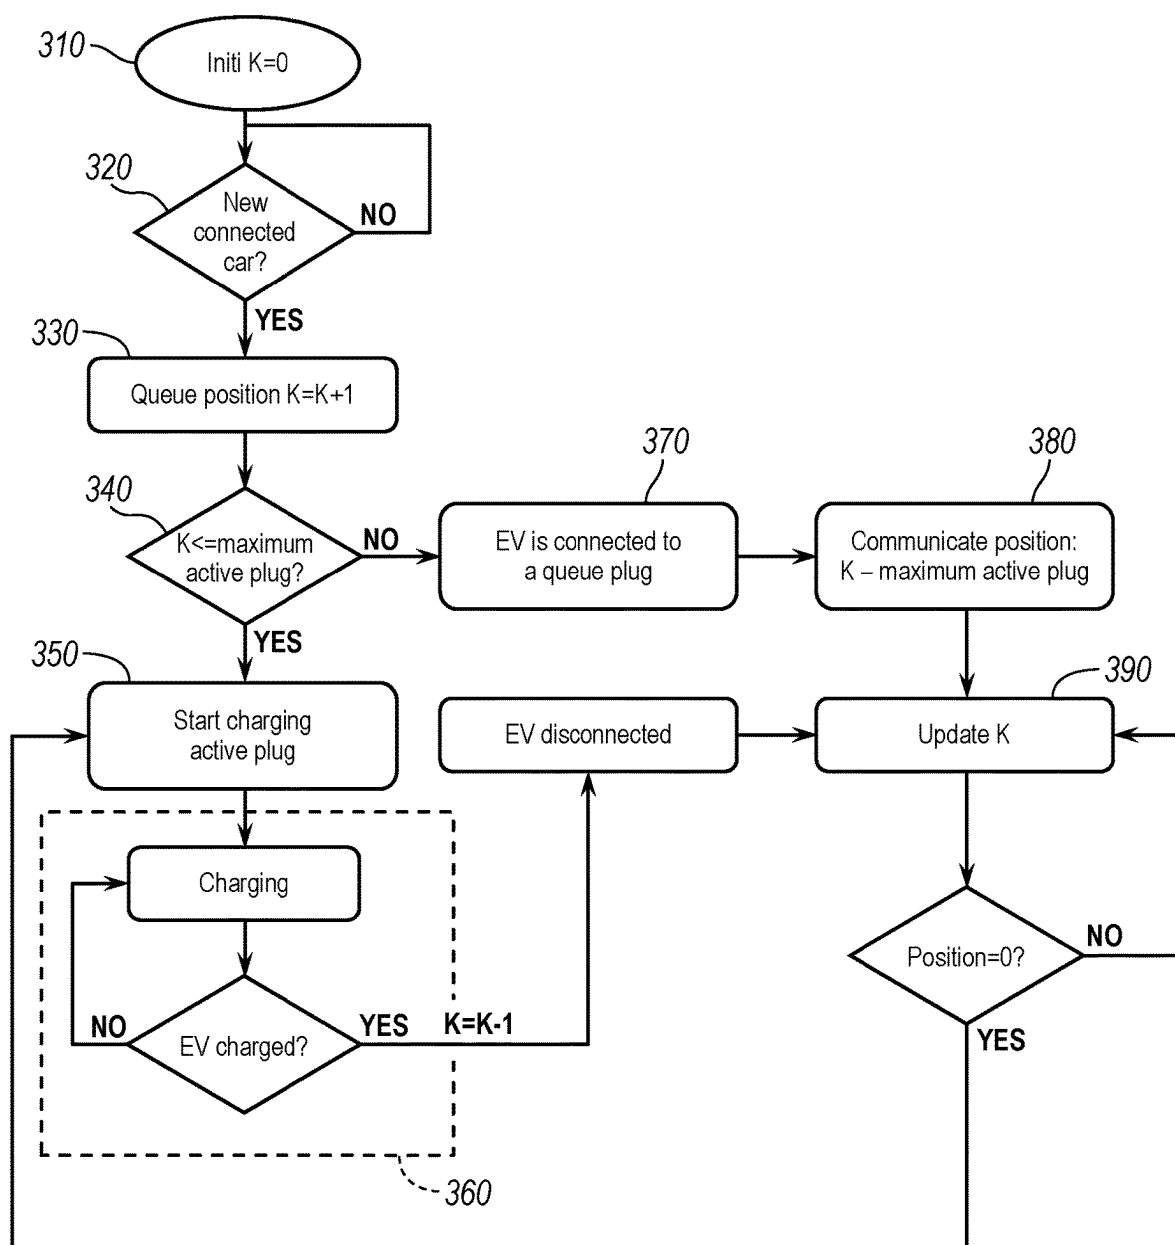 310
Initi K=0
320
New
connected
car?
NO
YES
330
Queue position K=K+1
340
K<=maximum
active plug?
NO
YES
370
EV is connected to
a queue plug
380
Communicate position:
K – maximum active plug
350
Start charging
active plug
EV disconnected
390
Update K
Charging
EV charged?
NO
YES
K=K-1
360
Position=0?
NO
YES